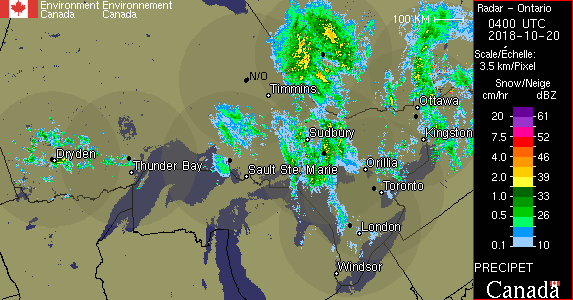 Environment Environnement
Canada Canada
100 KM
N/O
Timmins
Ottawa
Sudbury
Kingston
Dryden
Thunder Bay
Sault Ste. Marie
Orillia
Toronto
London
Windsor
Radar - Ontario
0400 UTC
2018-10-20
Scale/Échelle:
3.5 km/Pixel
Snow/Neige
cm/hr dBZ
20 61
7.5 52
4.0 46
2.0 39
1.0 33
0.5 26
0.1 10
PRECIPET
Canada